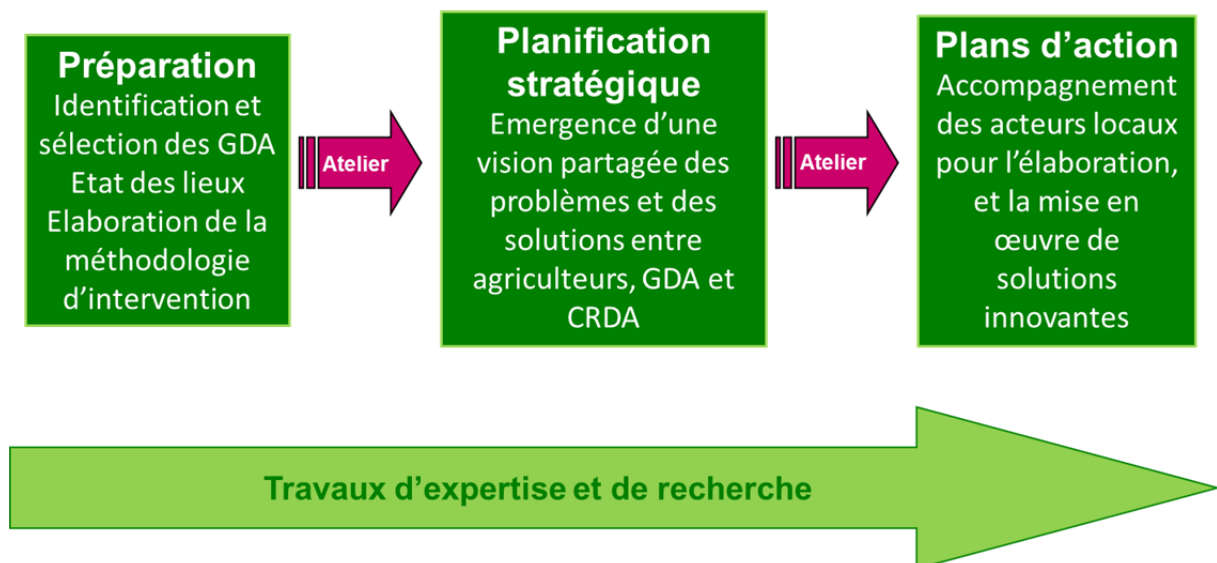 Préparation
Identification et
sélection des GDA
Etat des lieux
Elaboration de la
méthodologie
d'intervention
Atelier
Planification
stratégique
Emergence d'une
vision partagée des
problèmes et des
solutions entre
agriculteurs, GDA et
CRDA
Atelier
Plans d'action
Accompagnement
des acteurs locaux
pour l'élaboration,
et la mise en
œuvre de
solutions
innovantes
Travaux d'expertise et de recherche